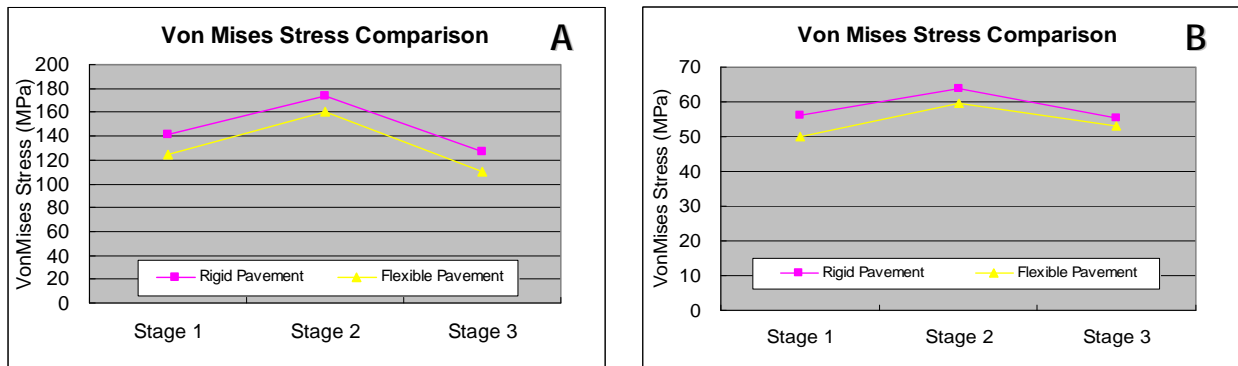 Von Mises Stress Comparison
A
VonMises Stress (MPa)
200
180
160
140
120
100
80
60
40
20
0
Rigid Pavement
Flexible Pavement
Stage 1
Stage 2
Stage 3
Von Mises Stress Comparison
B
VonMises Stress (MPa)
70
60
50
40
30
20
10
0
Rigid Pavement
Flexible Pavement
Stage 1
Stage 2
Stage 3